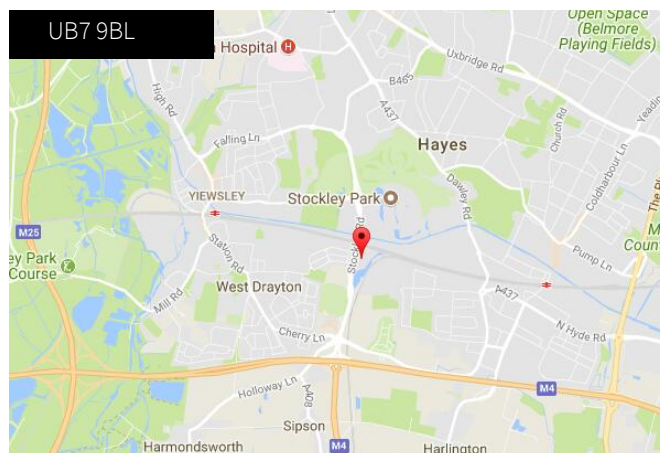 UB7 9BL
Hospital
H
Open Space
(Belmore
Playing Fields)
Uxbridge Rd
B465
A437
High Rd
Falling Ln
Hayes
Church Rd
Coldharbour Ln
YIEWSLEY
Stockley Park
Dawley Rd
The
M25
Stockley Rd
Pump Ln
Station Rd
ey Park
Course
West Drayton
Mill Rd
A437
N Hyde Rd
Cherry Ln
M4
Holloway Ln
A408
Sipson
M4
Harmondsworth
Harlington